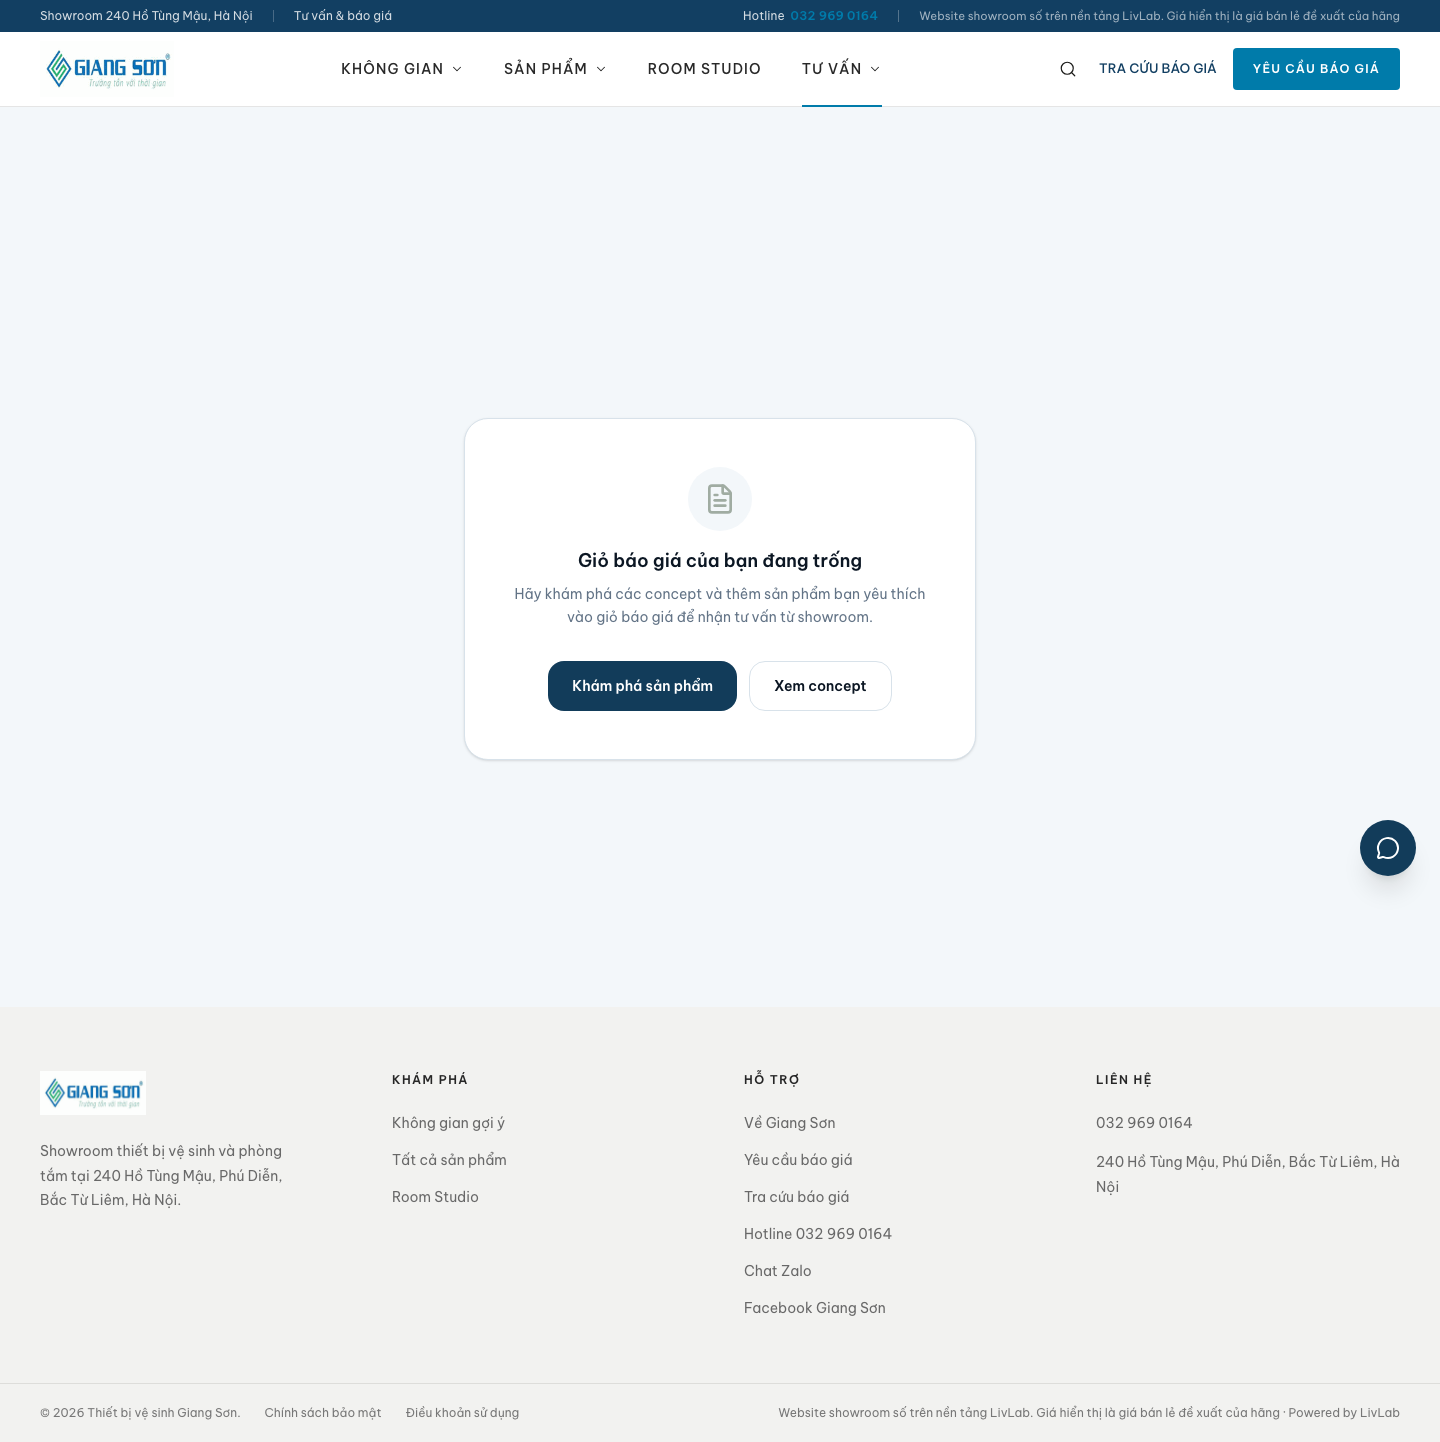 Showroom 240 Hồ Tùng Mậu, Hà Nội
Tư vấn & báo giá
Hotline 032 969 0164
Website showroom số trên nền tảng LivLab. Giá hiển thị là giá bán lẻ đề xuất của hãng
GIANG SƠN®
Trường tồn với thời gian
KHÔNG GIAN
SẢN PHẨM
ROOM STUDIO
TƯ VẤN
TRA CỨU BÁO GIÁ
YÊU CẦU BÁO GIÁ
Giỏ báo giá của bạn đang trống
Hãy khám phá các concept và thêm sản phẩm bạn yêu thích
vào giỏ báo giá để nhận tư vấn từ showroom.
Khám phá sản phẩm
Xem concept
GIANG SƠN®
Trường tồn với thời gian
Showroom thiết bị vệ sinh và phòng
tắm tại 240 Hồ Tùng Mậu, Phú Diễn,
Bắc Từ Liêm, Hà Nội.
KHÁM PHÁ
Không gian gợi ý
Tất cả sản phẩm
Room Studio
HỖ TRỢ
Về Giang Sơn
Yêu cầu báo giá
Tra cứu báo giá
Hotline 032 969 0164
Chat Zalo
Facebook Giang Sơn
LIÊN HỆ
032 969 0164
240 Hồ Tùng Mậu, Phú Diễn, Bắc Từ Liêm, Hà
Nội
© 2026 Thiết bị vệ sinh Giang Sơn.
Chính sách bảo mật
Điều khoản sử dụng
Website showroom số trên nền tảng LivLab. Giá hiển thị là giá bán lẻ đề xuất của hãng · Powered by LivLab